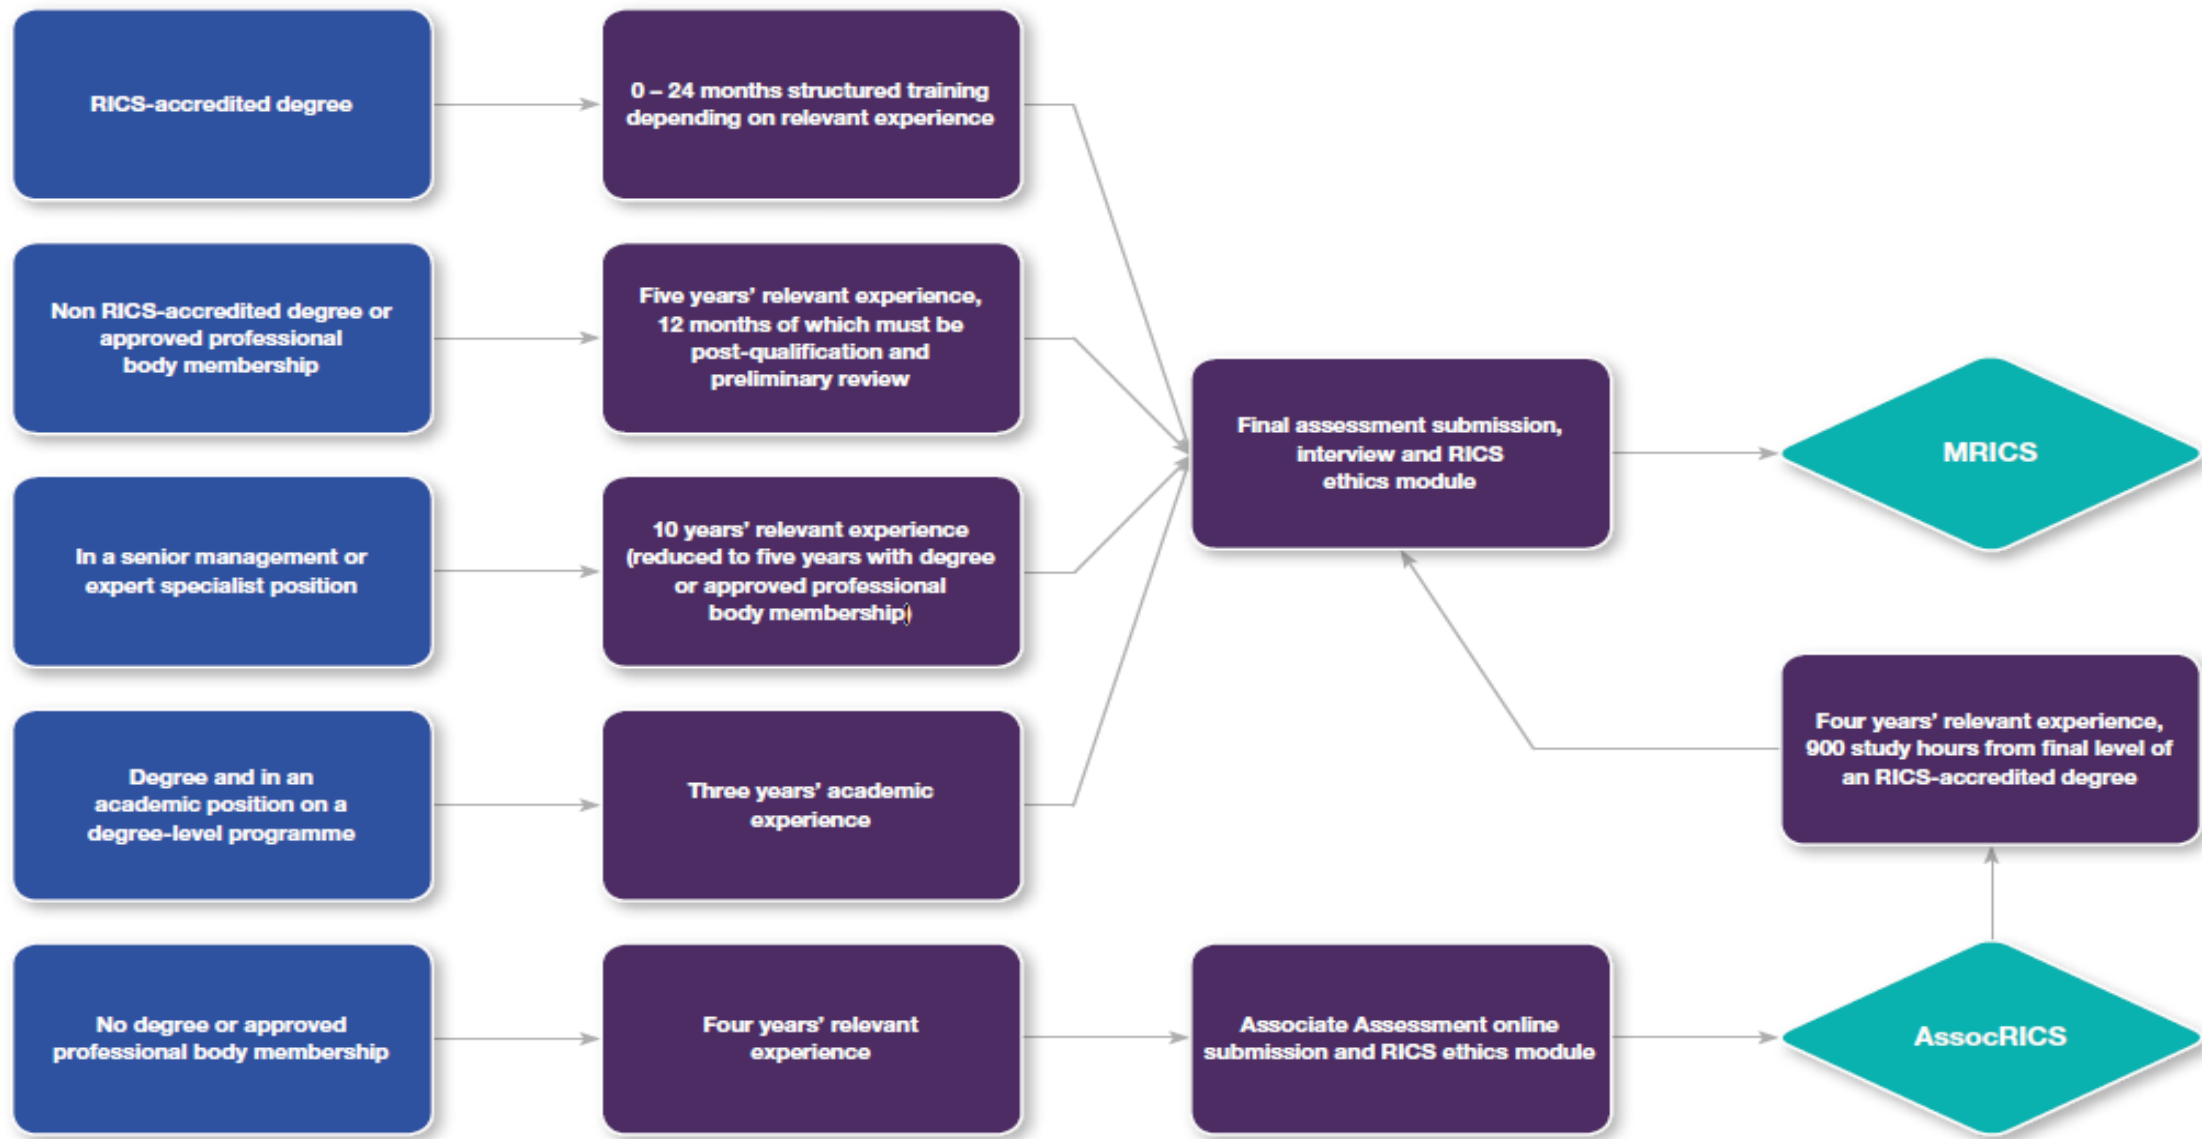 RICS-accredited degree
0 – 24 months structured training
depending on relevant experience
Non RICS-accredited degree or
approved professional
body membership
Five years’ relevant experience,
12 months of which must be
post-qualification and
preliminary review
Final assessment submission,
interview and RICS
ethics module
MRICS
In a senior management or
expert specialist position
10 years’ relevant experience
(reduced to five years with degree
or approved professional
body membership)
Four years’ relevant experience,
900 study hours from final level of
an RICS-accredited degree
Degree and in an
academic position on a
degree-level programme
Three years’ academic
experience
No degree or approved
professional body membership
Four years’ relevant
experience
Associate Assessment online
submission and RICS ethics module
AssocRICS